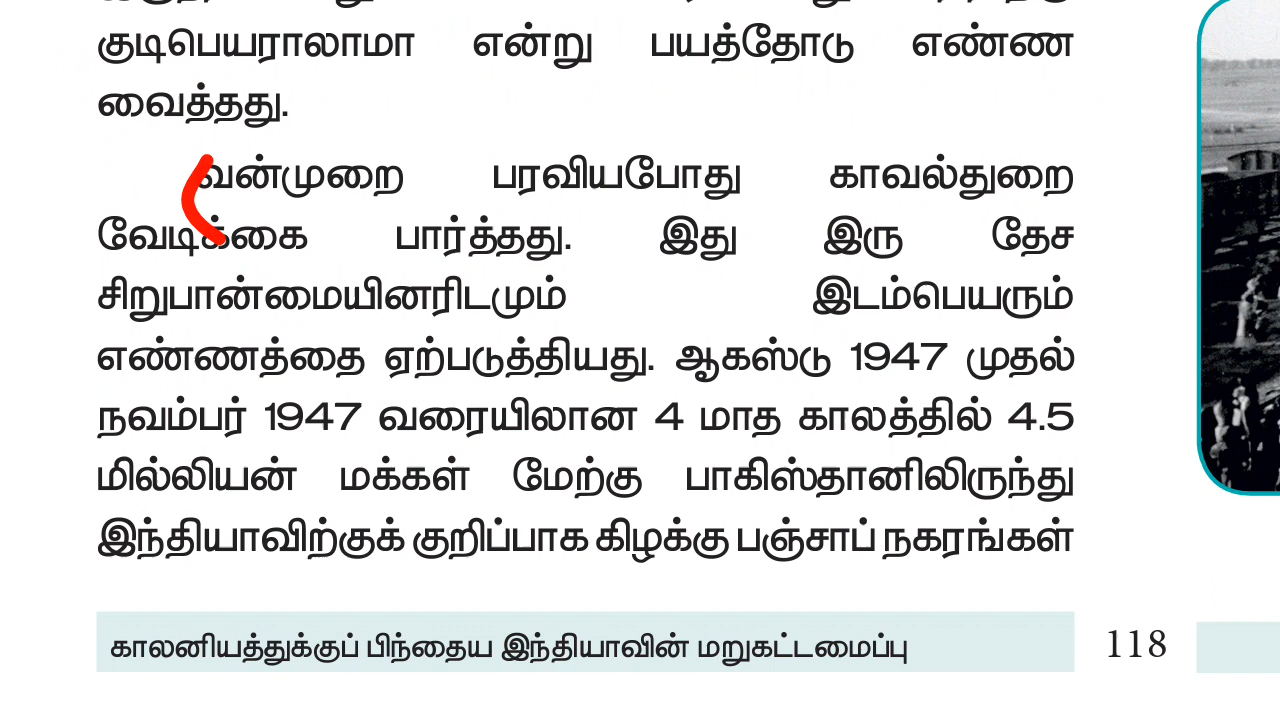 குடிபெயராலாமா என்று பயத்தோடு எண்ண
வைத்தது.
வன்முறை பரவியபோது காவல்துறை
வேடிக்கை பார்த்தது. இது இரு தேச
சிறுபான்மையினரிடமும் இடம்பெயரும்
எண்ணத்தை ஏற்படுத்தியது. ஆகஸ்டு 1947 முதல்
நவம்பர் 1947 வரையிலான 4 மாத காலத்தில் 4.5
மில்லியன் மக்கள் மேற்கு பாகிஸ்தானிலிருந்து
இந்தியாவிற்குக் குறிப்பாக கிழக்கு பஞ்சாப் நகரங்கள்
காலனியத்துக்குப் பிந்தைய இந்தியாவின் மறுகட்டமைப்பு 118